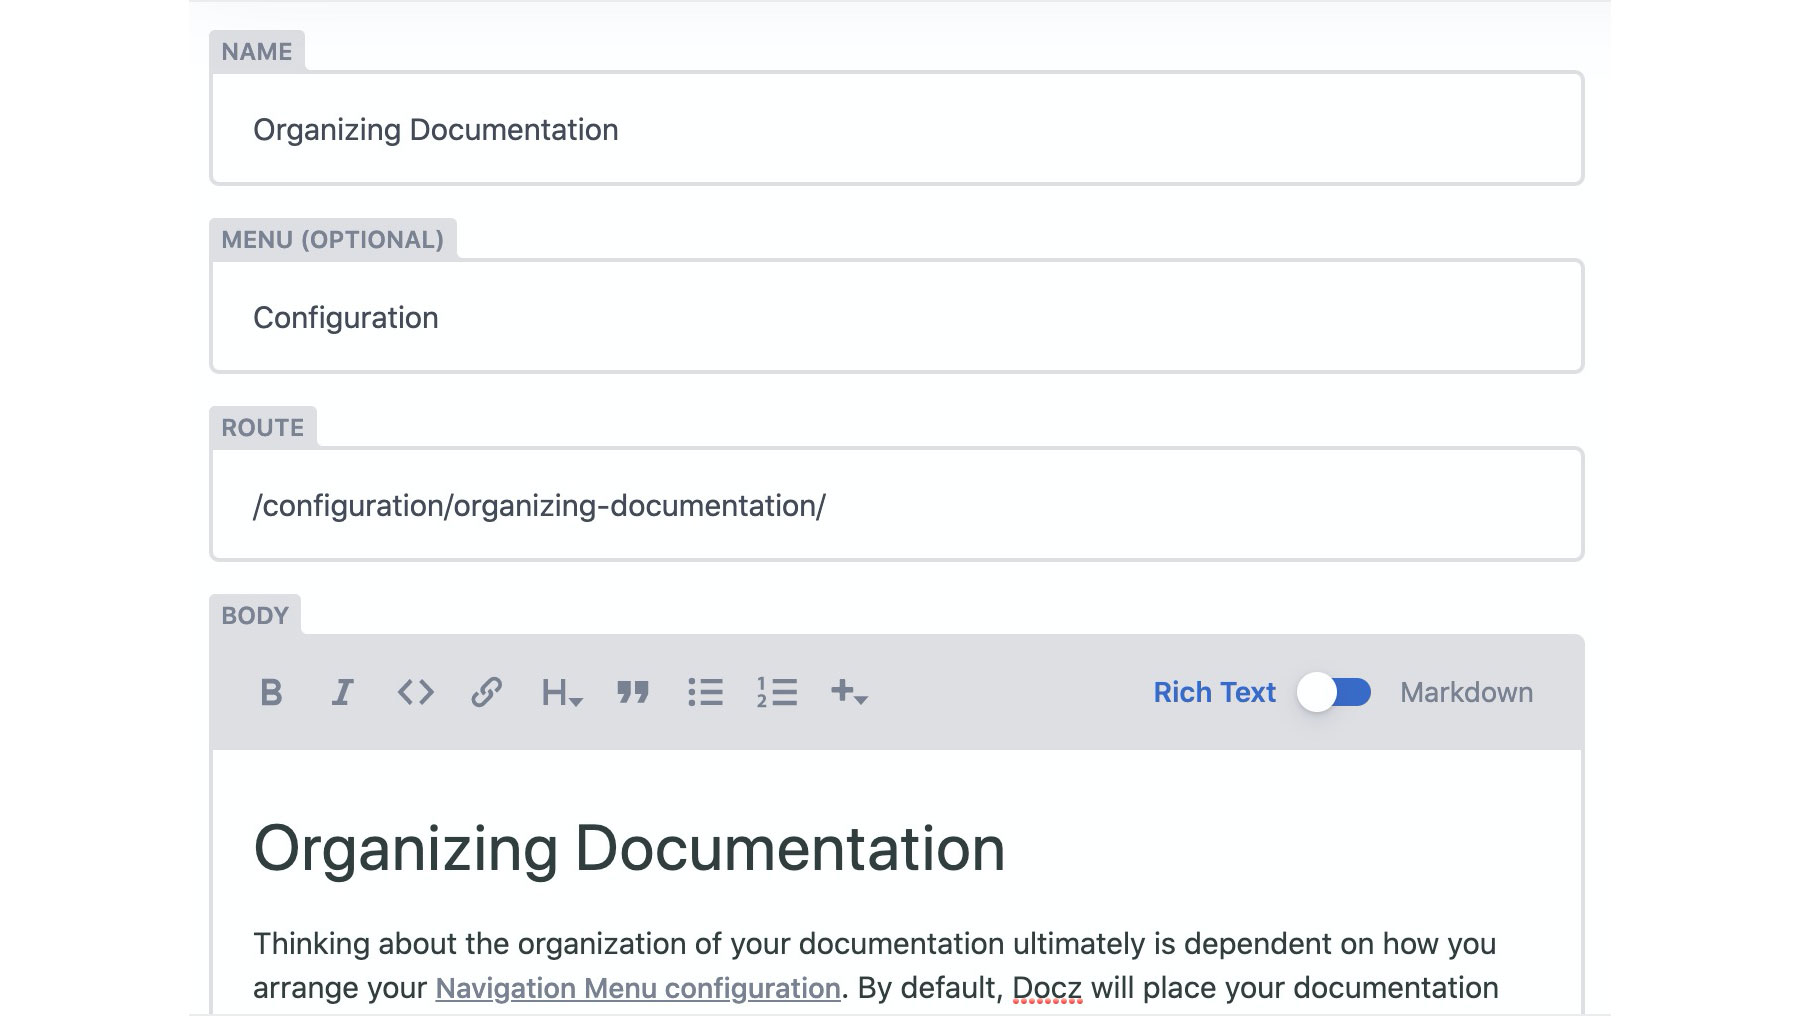 NAME
Organizing Documentation
MENU (OPTIONAL)
Configuration
ROUTE
/configuration/organizing-documentation/
BODY
B I <> H 1 2 + Rich Text Markdown
Organizing Documentation
Thinking about the organization of your documentation ultimately is dependent on how you
arrange your Navigation Menu configuration. By default, Docz will place your documentation